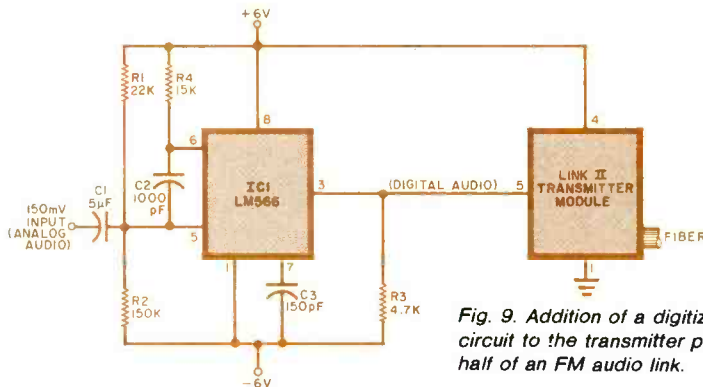 +6V
R1
22K
R4
15K
8
4
6
C2
1000
pF
IC1
LM566
3
(DIGITAL AUDIO)
5
LINK II
TRANSMITTER
MODULE
C1
5µF
150mV
INPUT
(ANALOG
AUDIO)
5
FIBER
1
7
1
C3
150pF
R2
150K
R3
4.7K
-6V
Fig. 9. Addition of a digitiz
circuit to the transmitter p
half of an FM audio link.